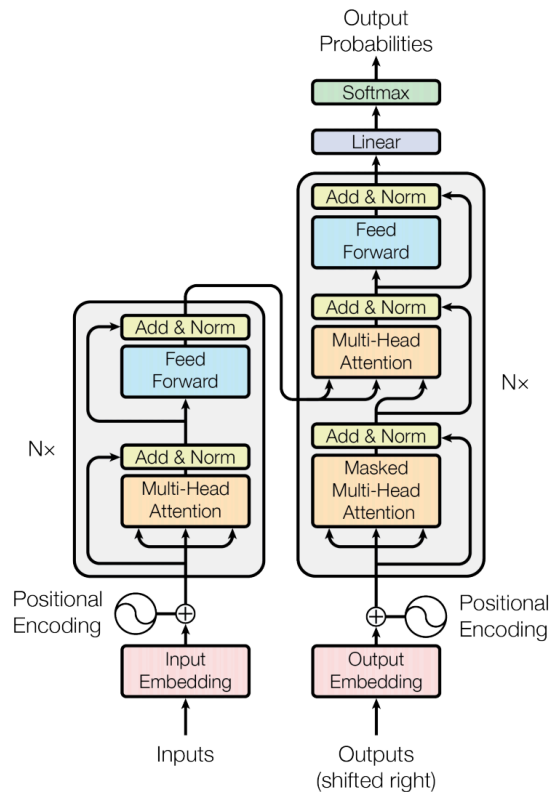 Output
Probabilities
Softmax
Linear
Add & Norm
Feed
Forward
Add & Norm
Multi-Head
Attention
Add & Norm
Masked
Multi-Head
Attention
N×
Add & Norm
Feed
Forward
Add & Norm
Multi-Head
Attention
N×
Positional
Encoding
Positional
Encoding
Input
Embedding
Output
Embedding
Inputs
Outputs
(shifted right)